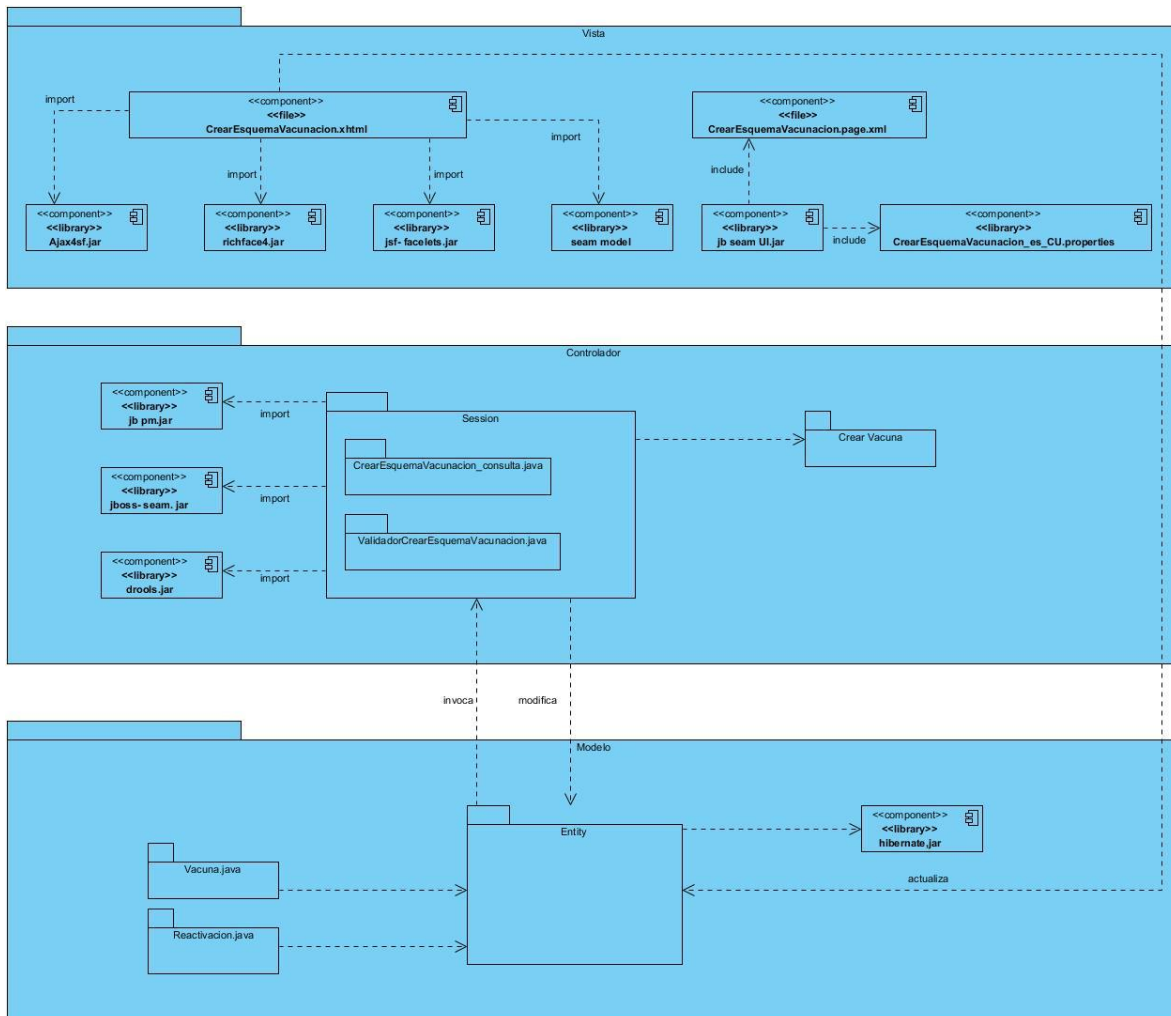 Vista
import
<<component>>
<<file>>
CrearEsquemaVacunacion.xhtml
<<component>>
<<file>>
CrearEsquemaVacunacion.page.xml
import
import
import
include
<<component>>
<<library>>
Ajax4sf.jar
<<component>>
<<library>>
richface4.jar
<<component>>
<<library>>
jsf- facelets.jar
<<component>>
<<library>>
seam model
<<component>>
<<library>>
jb seam UI.jar
include
<<component>>
<<library>>
CrearEsquemaVacunacion_es_CU.properties
Controlador
<<component>>
<<library>>
jb pm.jar
import
Session
Crear Vacuna
CrearEsquemaVacunacion_consulta.java
<<component>>
<<library>>
jboss- seam. jar
import
ValidadorCrearEsquemaVacunacion.java
<<component>>
<<library>>
drools.jar
import
invoca
modifica
Modelo
Entity
<<component>>
<<library>>
hibernate,jar
Vacuna.java
actualiza
Reactivacion.java